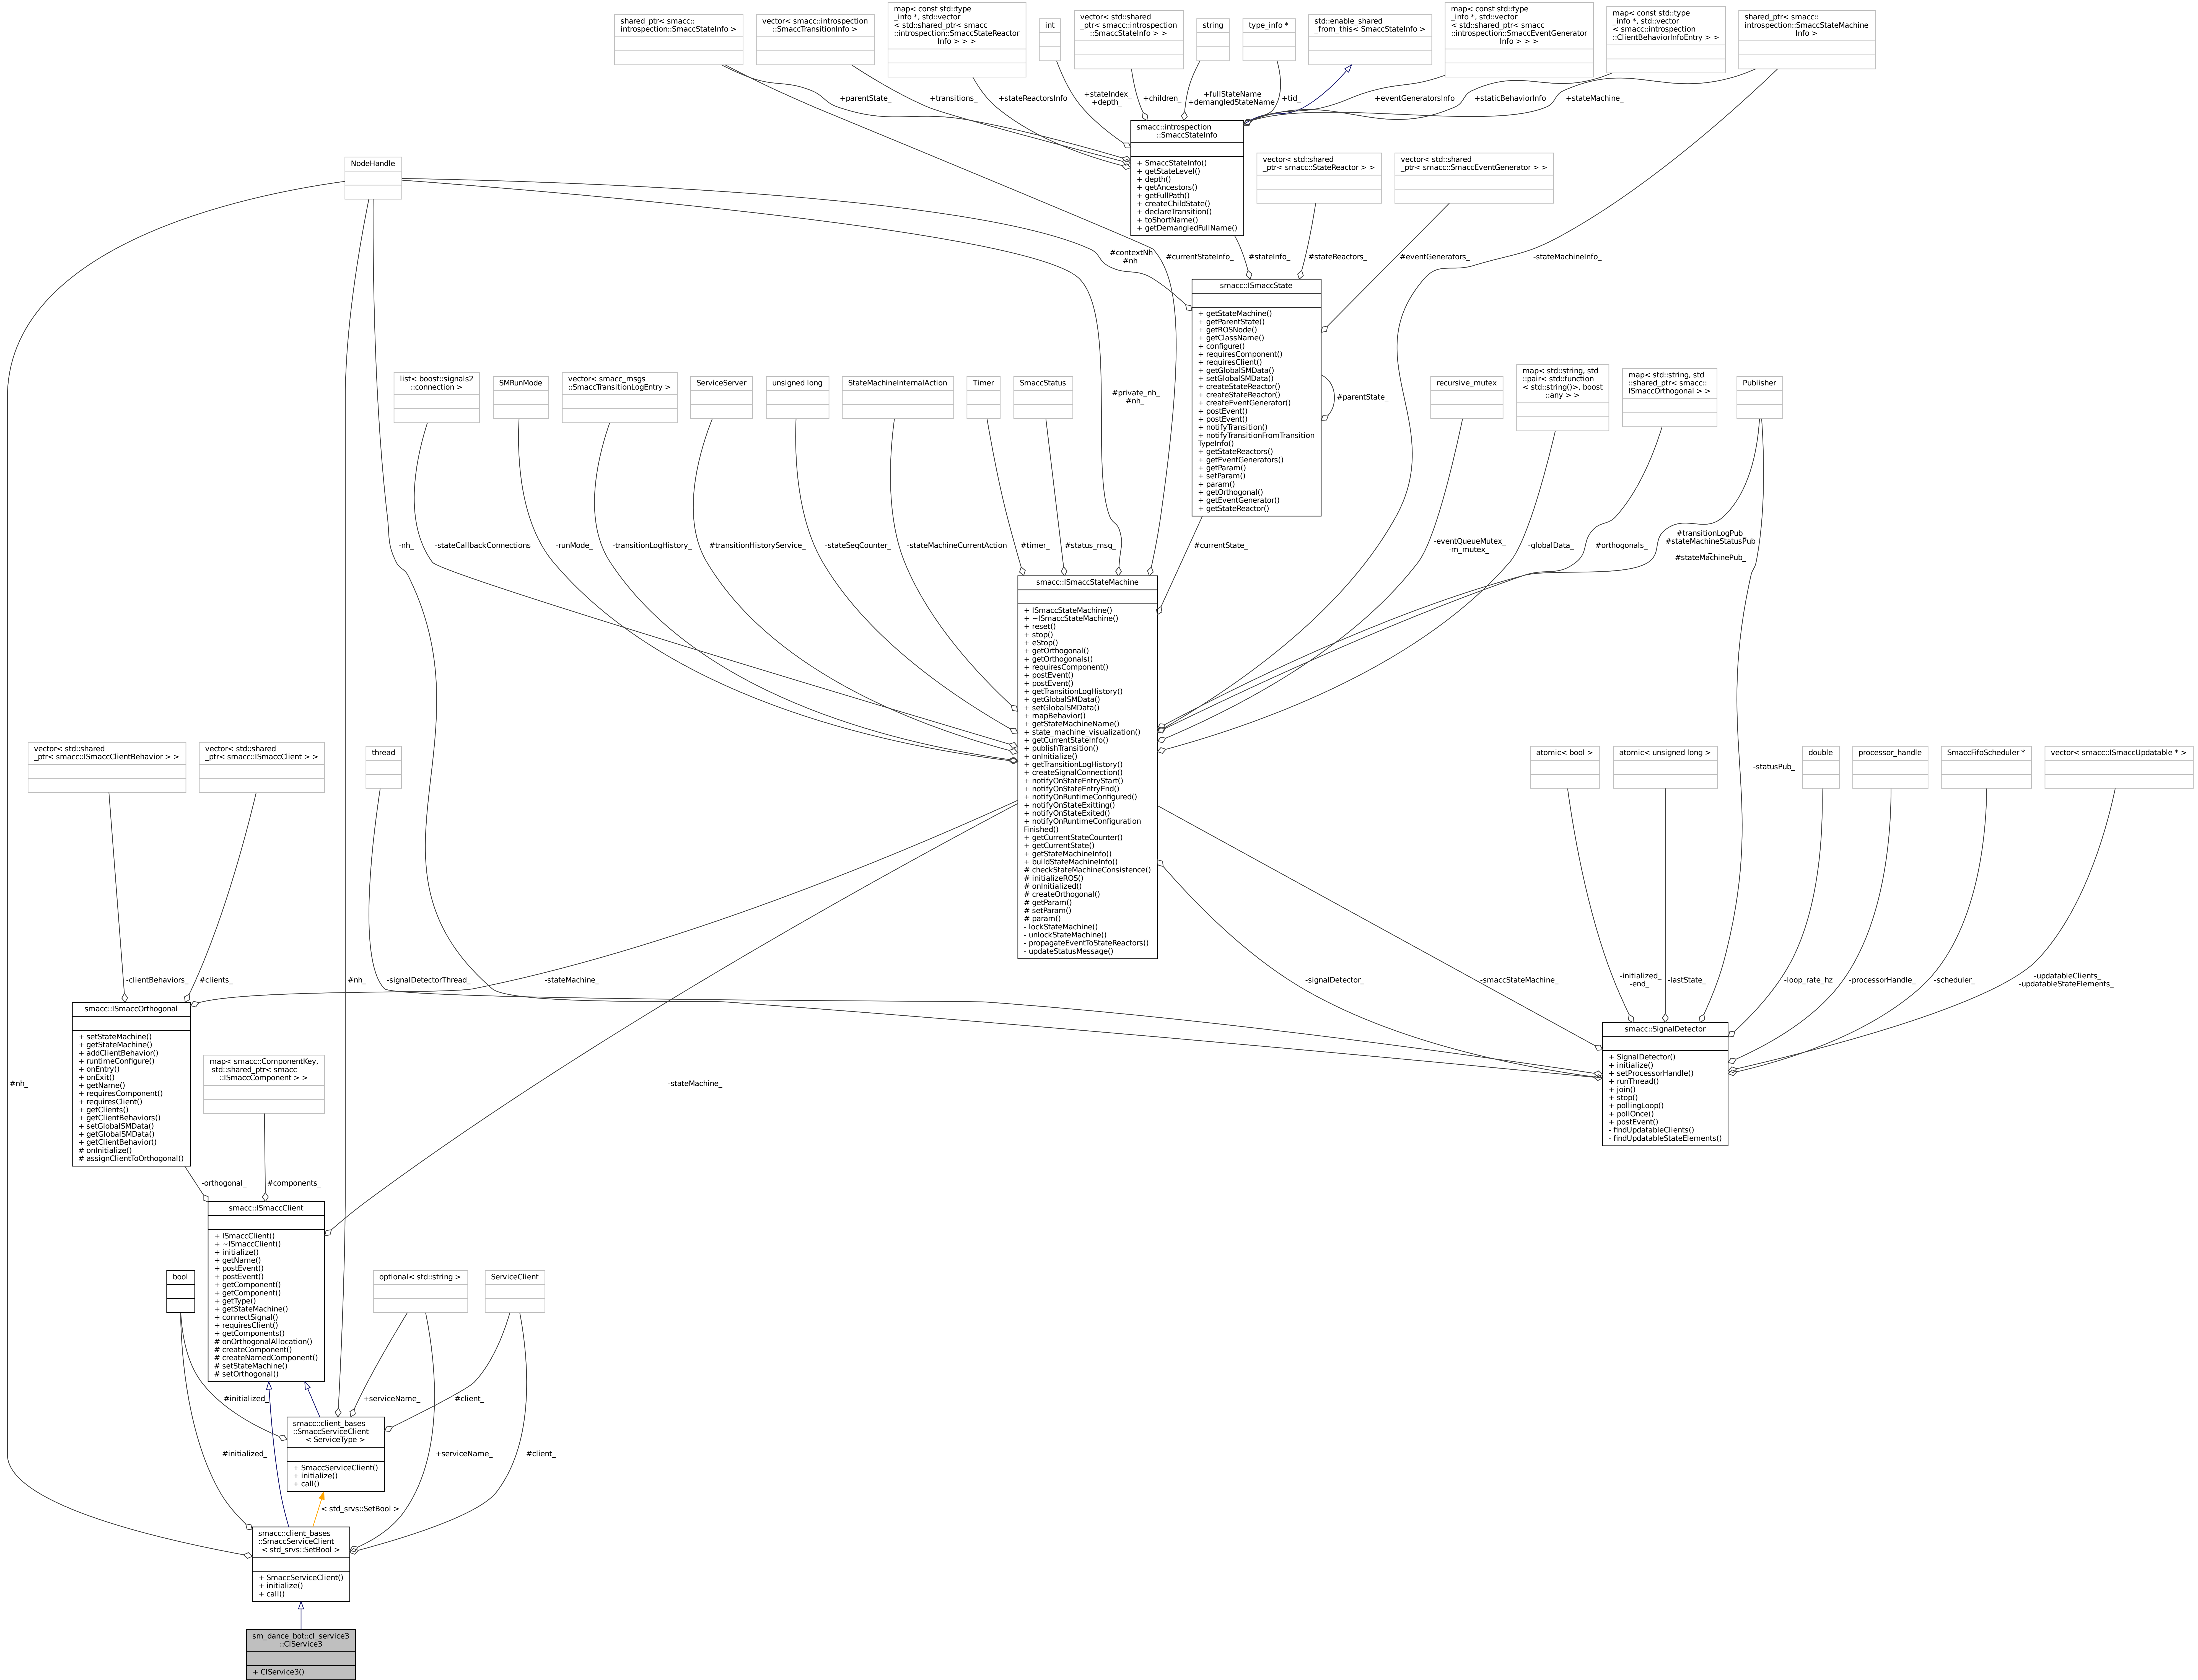 shared_ptr< smacc::
introspection::SmaccStateInfo >
vector< smacc::introspection
::SmaccTransitionInfo >
map< const std::type
_info *, std::vector
< std::shared_ptr< smacc
::introspection::SmaccStateReactor
Info > > >
int
vector< std::shared
_ptr< smacc::introspection
::SmaccStateInfo > >
string
type_info *
std::enable_shared
_from_this< SmaccStateInfo >
map< const std::type
_info *, std::vector
< std::shared_ptr< smacc
::introspection::SmaccEventGenerator
Info > > >
map< const std::type
_info *, std::vector
< smacc::introspection
::ClientBehaviorInfoEntry > >
shared_ptr< smacc::
introspection::SmaccStateMachine
Info >
+parentState_
+transitions_
+stateReactorsInfo
+stateIndex_
+depth_
+children_
+fullStateName
+demangledStateName
+tid_
+eventGeneratorsInfo
+staticBehaviorInfo
+stateMachine_
smacc::introspection
::SmaccStateInfo
+ SmaccStateInfo()
+ getStateLevel()
+ depth()
+ getAncestors()
+ getFullPath()
+ createChildState()
+ declareTransition()
+ toShortName()
+ getDemangledFullName()
NodeHandle
vector< std::shared
_ptr< smacc::StateReactor > >
vector< std::shared
_ptr< smacc::SmaccEventGenerator > >
#contextNh
#nh
#currentStateInfo_
#stateInfo_
#stateReactors_
#eventGenerators_
-stateMachineInfo_
smacc::ISmaccState
+ getStateMachine()
+ getParentState()
+ getROSNode()
+ getClassName()
+ configure()
+ requiresComponent()
+ requiresClient()
+ getGlobalSMData()
+ setGlobalSMData()
+ createStateReactor()
+ createStateReactor()
+ createEventGenerator()
+ postEvent()
+ postEvent()
+ notifyTransition()
+ notifyTransitionFromTransition
TypeInfo()
+ getStateReactors()
+ getEventGenerators()
+ getParam()
+ setParam()
+ param()
+ getOrthogonal()
+ getEventGenerator()
+ getStateReactor()
#parentState_
list< boost::signals2
::connection >
SMRunMode
vector< smacc_msgs
::SmaccTransitionLogEntry >
ServiceServer
unsigned long
StateMachineInternalAction
Timer
SmaccStatus
#private_nh_
#nh_
recursive_mutex
map< std::string, std
::pair< std::function
< std::string()>, boost
::any > >
map< std::string, std
::shared_ptr< smacc::
ISmaccOrthogonal > >
Publisher
-nh_
-stateCallbackConnections
-runMode_
-transitionLogHistory_
#transitionHistoryService_
-stateSeqCounter_
-stateMachineCurrentAction
#timer_
#status_msg_
#currentState_
-eventQueueMutex_
-m_mutex_
-globalData_
#orthogonals_
#transitionLogPub_
#stateMachineStatusPub
_
#stateMachinePub_
smacc::ISmaccStateMachine
+ ISmaccStateMachine()
+ ~ISmaccStateMachine()
+ reset()
+ stop()
+ eStop()
+ getOrthogonal()
+ getOrthogonals()
+ requiresComponent()
+ postEvent()
+ postEvent()
+ getTransitionLogHistory()
+ getGlobalSMData()
+ setGlobalSMData()
+ mapBehavior()
+ getStateMachineName()
+ state_machine_visualization()
+ getCurrentStateInfo()
+ publishTransition()
+ onInitialize()
+ getTransitionLogHistory()
+ createSignalConnection()
+ notifyOnStateEntryStart()
+ notifyOnStateEntryEnd()
+ notifyOnRuntimeConfigured()
+ notifyOnStateExitting()
+ notifyOnStateExited()
+ notifyOnRuntimeConfiguration
Finished()
+ getCurrentStateCounter()
+ getCurrentState()
+ getStateMachineInfo()
+ buildStateMachineInfo()
# checkStateMachineConsistence()
# initializeROS()
# onInitialized()
# createOrthogonal()
# getParam()
# setParam()
# param()
- lockStateMachine()
- unlockStateMachine()
- propagateEventToStateReactors()
- updateStatusMessage()
vector< std::shared
_ptr< smacc::ISmaccClientBehavior > >
vector< std::shared
_ptr< smacc::ISmaccClient > >
thread
atomic< bool >
atomic< unsigned long >
-statusPub_
double
processor_handle
SmaccFifoScheduler *
vector< smacc::ISmaccUpdatable * >
-clientBehaviors_
#clients_
#nh_
-signalDetectorThread_
-stateMachine_
-signalDetector_
-smaccStateMachine_
-initialized_
-end_
-lastState_
-loop_rate_hz
-processorHandle_
-scheduler_
-updatableClients_
-updatableStateElements_
smacc::ISmaccOrthogonal
+ setStateMachine()
+ getStateMachine()
+ addClientBehavior()
+ runtimeConfigure()
+ onEntry()
+ onExit()
+ getName()
+ requiresComponent()
+ requiresClient()
+ getClients()
+ getClientBehaviors()
+ setGlobalSMData()
+ getGlobalSMData()
+ getClientBehavior()
# onInitialize()
# assignClientToOrthogonal()
smacc::SignalDetector
+ SignalDetector()
+ initialize()
+ setProcessorHandle()
+ runThread()
+ join()
+ stop()
+ pollingLoop()
+ pollOnce()
+ postEvent()
- findUpdatableClients()
- findUpdatableStateElements()
map< smacc::ComponentKey,
std::shared_ptr< smacc
::ISmaccComponent > >
#nh_
-stateMachine_
-orthogonal_
#components_
smacc::ISmaccClient
+ ISmaccClient()
+ ~ISmaccClient()
+ initialize()
+ getName()
+ postEvent()
+ postEvent()
+ getComponent()
+ getComponent()
+ getType()
+ getStateMachine()
+ connectSignal()
+ requiresClient()
+ getComponents()
# onOrthogonalAllocation()
# createComponent()
# createNamedComponent()
# setStateMachine()
# setOrthogonal()
bool
optional< std::string >
ServiceClient
#initialized_
+serviceName_
#client_
smacc::client_bases
::SmaccServiceClient
< ServiceType >
+ SmaccServiceClient()
+ initialize()
+ call()
#initialized_
+serviceName_
#client_
< std_srvs::SetBool >
smacc::client_bases
::SmaccServiceClient
< std_srvs::SetBool >
+ SmaccServiceClient()
+ initialize()
+ call()
sm_dance_bot::cl_service3
::ClService3
+ ClService3()